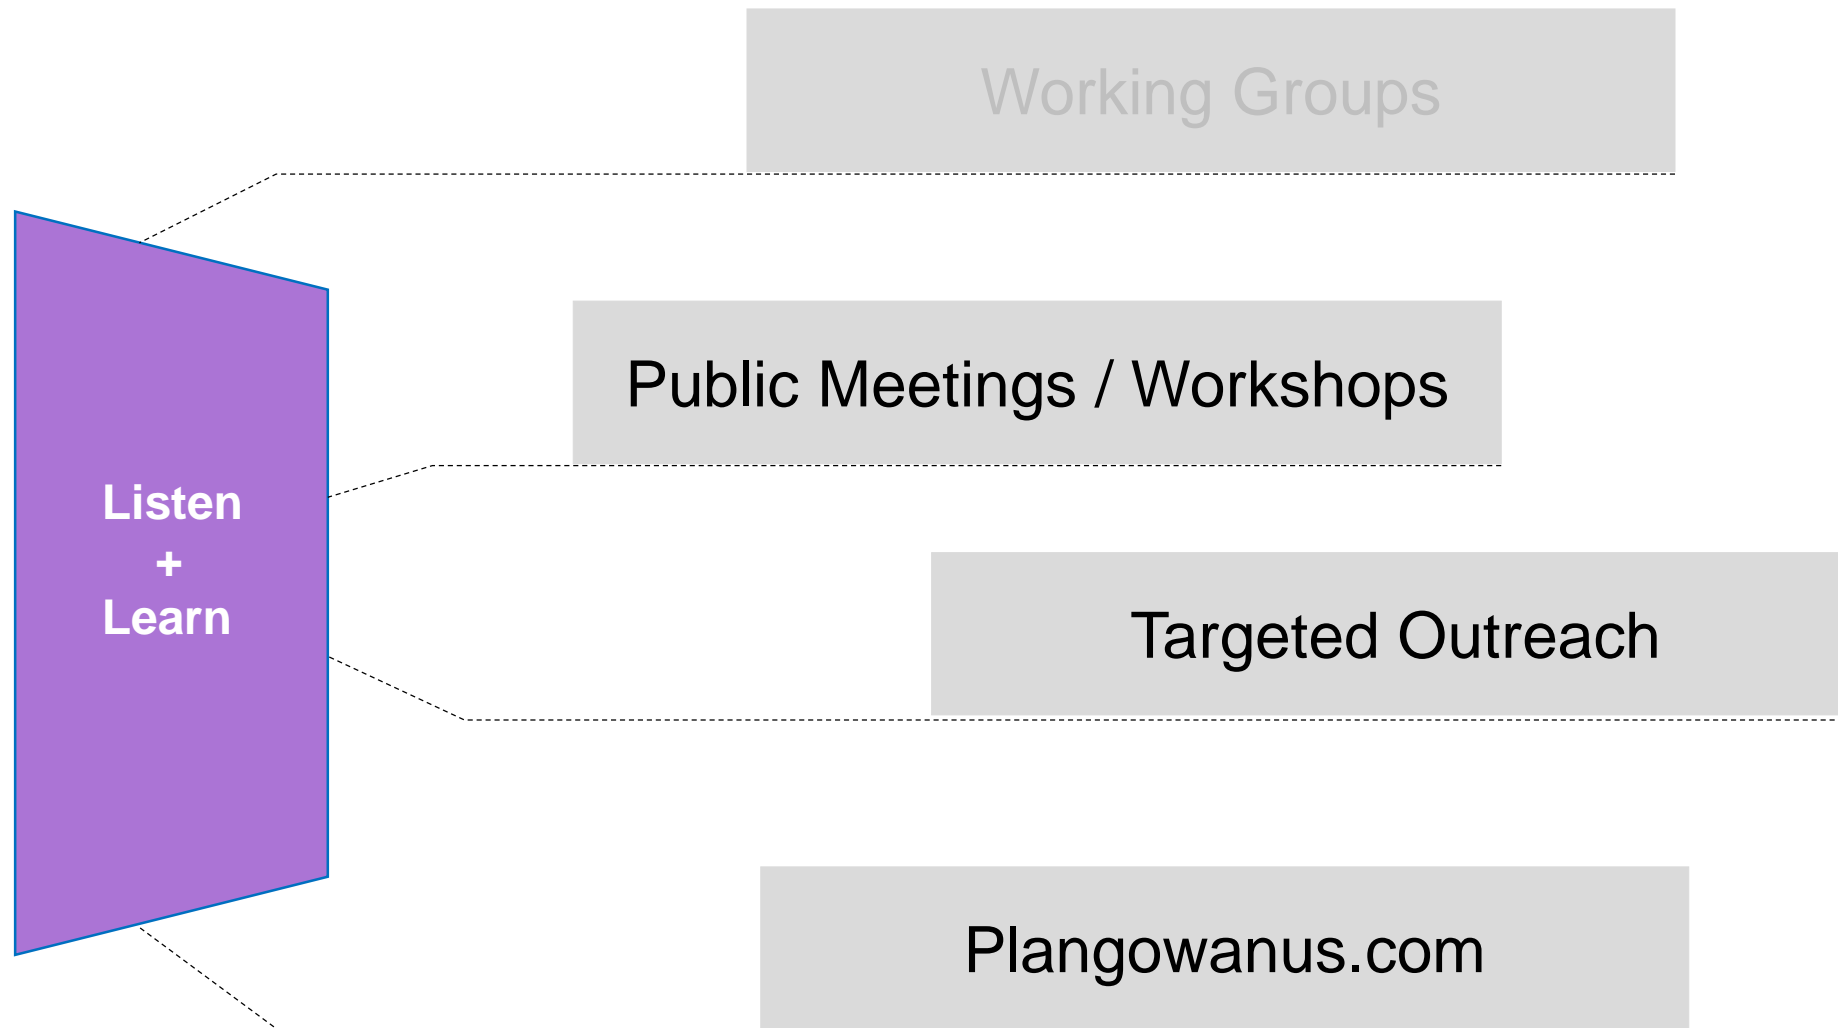 Working Groups
Public Meetings / Workshops
Listen
+
Learn
Targeted Outreach
Plangowanus.com